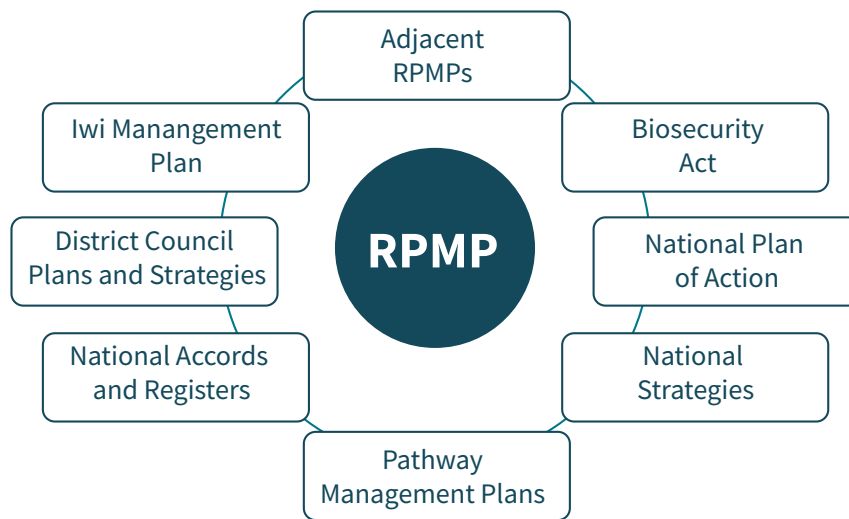 Adjacent
RPMPs
Iwi Manangement
Plan
Biosecurity
Act
RPMP
District Council
Plans and Strategies
National Plan
of Action
National Accords
and Registers
National
Strategies
Pathway
Management Plans